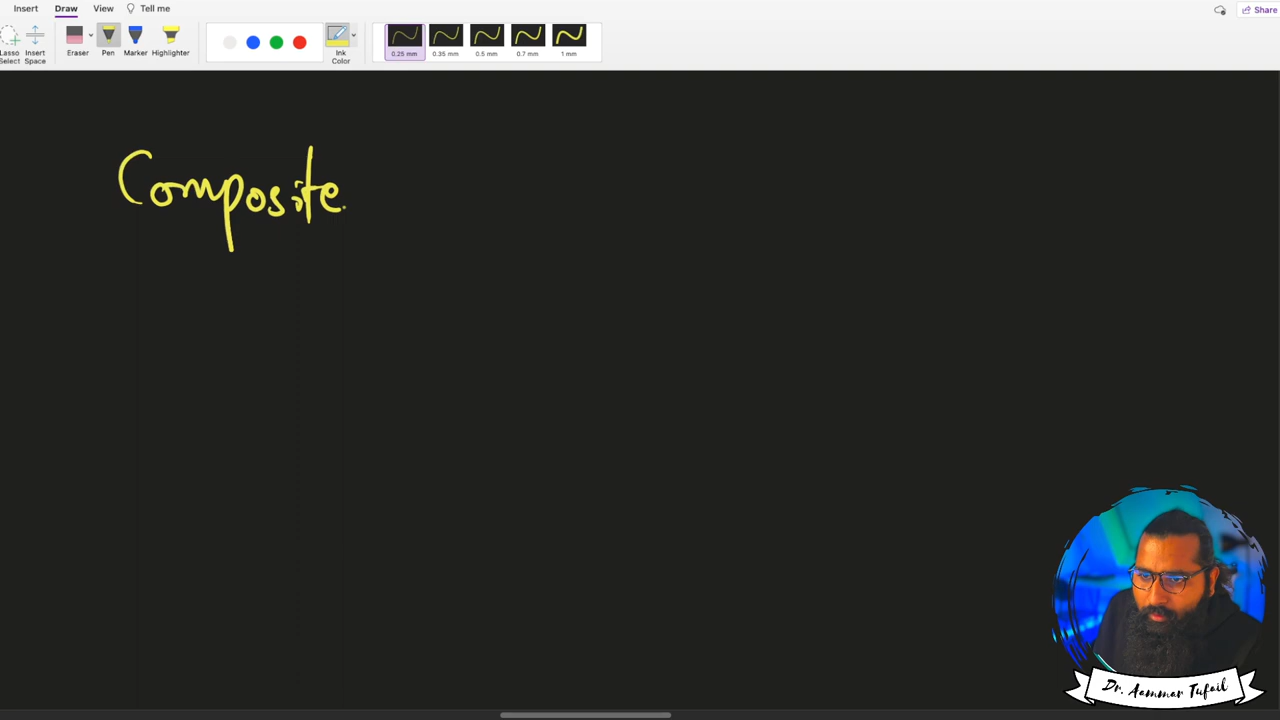 Insert Draw View Tell me
Share
Lasso Select
Insert Space
Eraser
Pen
Marker
Highlighter
Ink Color
0.25 mm
0.35 mm
0.5 mm
0.7 mm
1 mm
Composite.
Dr. Aammar Tufail